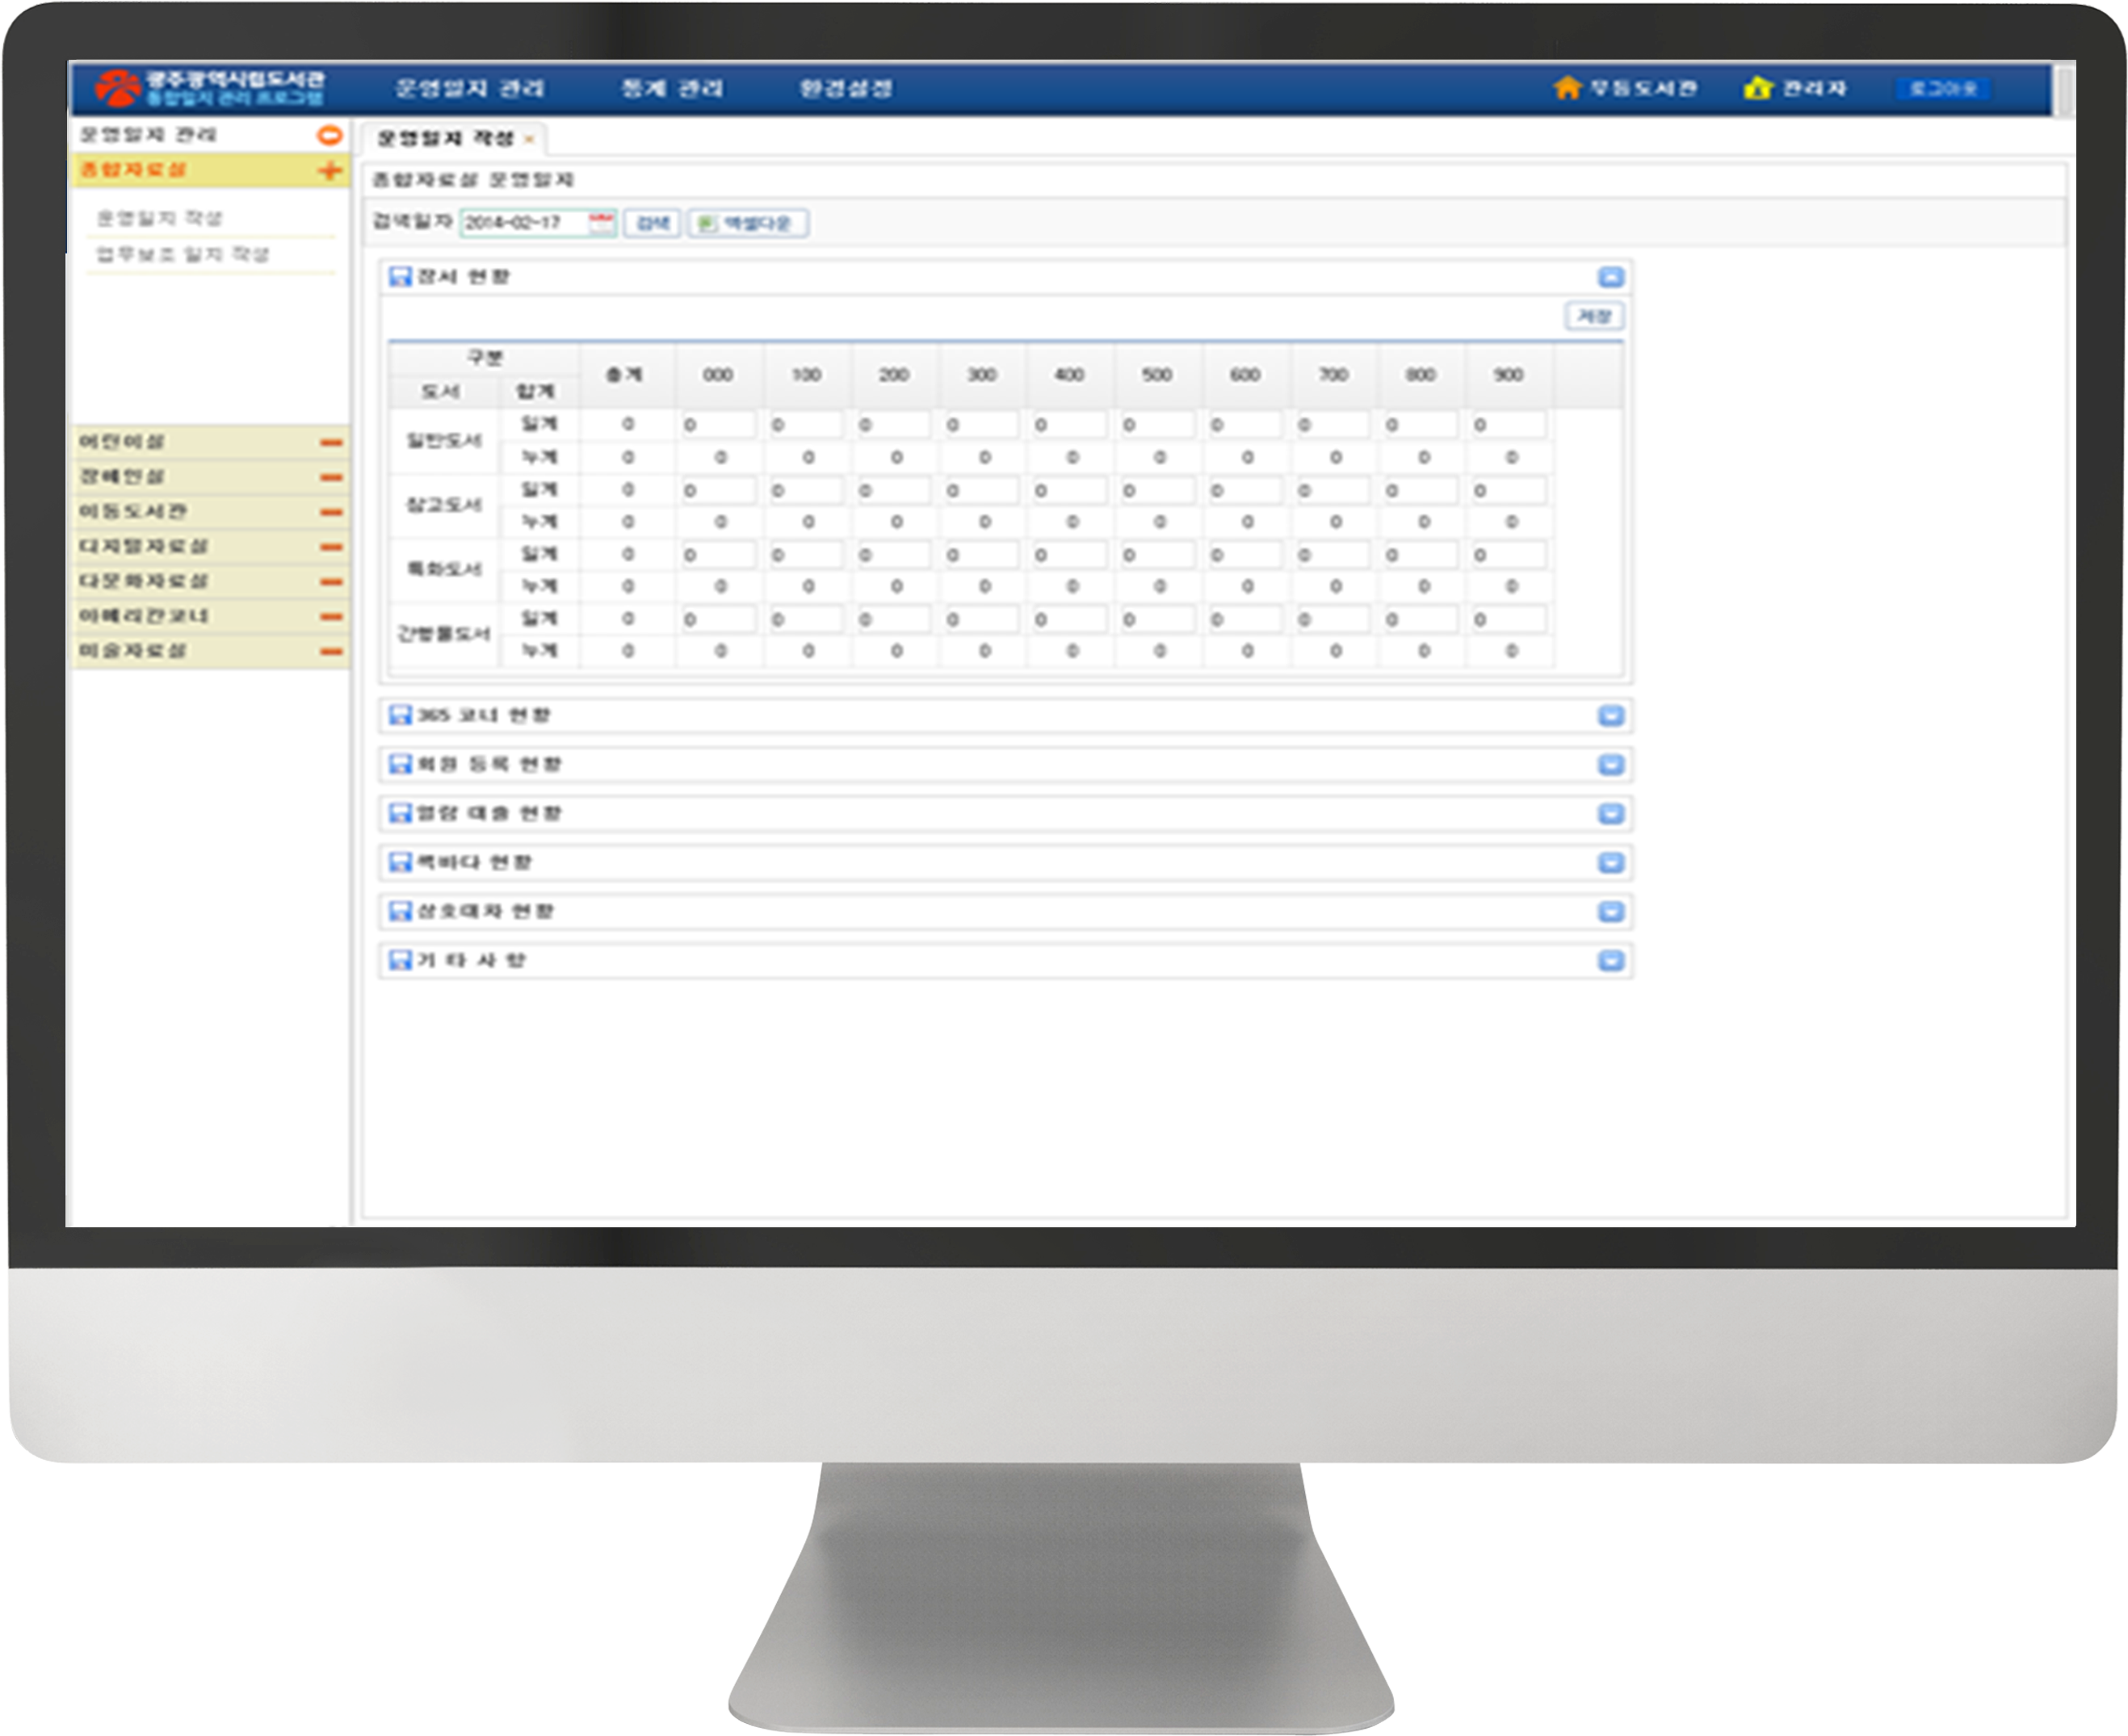 광주광역시립도서관
통합일지 관리 프로그램
운영일지 관리 통계 관리 환경설정 무등도서관 관리자 로그아웃
운영일지 관리
종합자료실
운영일지 작성
업무보조 일지 작성
어린이실
장애인실
이동도서관
디지털자료실
다문화자료실
아메리칸코너
미술자료실
운영일지 작성 ×
종합자료실 운영일지
검색일자 2014-02-17 검색 엑셀다운
장서 현황
저장
구분 총계 000 100 200 300 400 500 600 700 800 900
도서 합계
일반도서 일계 0 0 0 0 0 0 0 0 0 0 0
누계 0 0 0 0 0 0 0 0 0 0 0
참고도서 일계 0 0 0 0 0 0 0 0 0 0 0
누계 0 0 0 0 0 0 0 0 0 0 0
특화도서 일계 0 0 0 0 0 0 0 0 0 0 0
누계 0 0 0 0 0 0 0 0 0 0 0
간행물도서 일계 0 0 0 0 0 0 0 0 0 0 0
누계 0 0 0 0 0 0 0 0 0 0 0
365 코너 현황
회원 등록 현황
열람 대출 현황
책바다 현황
상호대차 현황
기 타 사 항